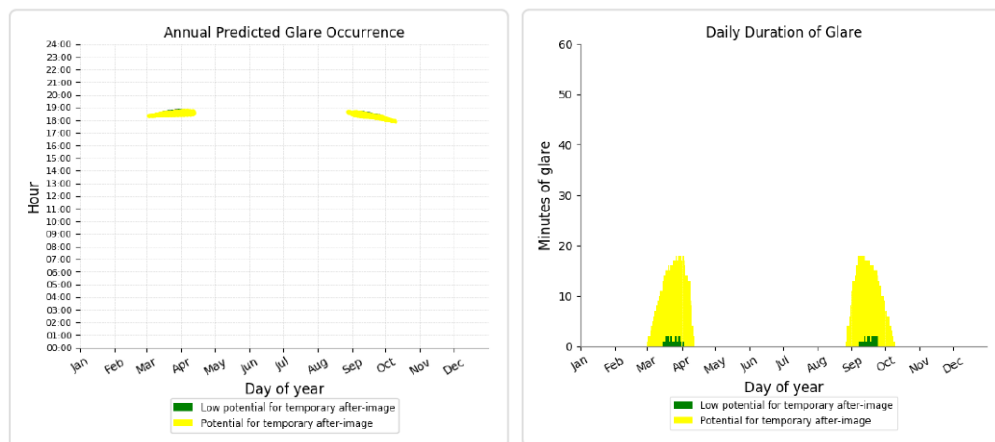 Annual Predicted Glare Occurrence
24:00
23:00
22:00
21:00
20:00
19:00
18:00
17:00
16:00
15:00
14:00
13:00
12:00
11:00
10:00
09:00
08:00
07:00
06:00
05:00
04:00
03:00
02:00
01:00
00:00
Hour
Jan Feb Mar Apr May Jun Jul Aug Sep Oct Nov Dec
Day of year
Low potential for temporary after-image
Potential for temporary after-image
Daily Duration of Glare
60
50
40
30
20
10
0
Minutes of glare
Jan Feb Mar Apr May Jun Jul Aug Sep Oct Nov Dec
Day of year
Low potential for temporary after-image
Potential for temporary after-image